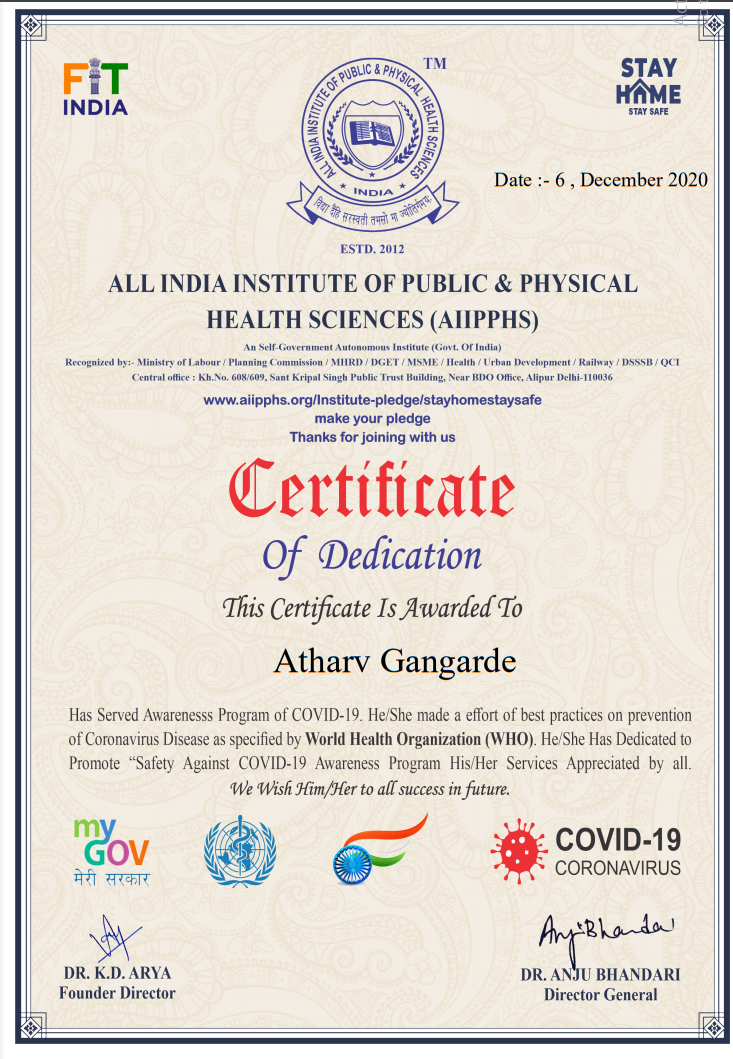 FIT
INDIA
STAY
HOME
STAY SAFE
TM
ALL INDIA INSTITUTE OF PUBLIC & PHYSICAL HEALTH SCIENCES
INDIA
विद्या देहि सरस्वती तमसो मा ज्योतिर्गमय:
Date :- 6 , December 2020
ESTD. 2012
ALL INDIA INSTITUTE OF PUBLIC & PHYSICAL
HEALTH SCIENCES (AIIPPHS)
An Self-Government Autonomous Institute (Govt. Of India)
Recognized by:- Ministry of Labour / Planning Commission / MHRD / DGET / MSME / Health / Urban Development / Railway / DSSSB / QCI
Central office : Kh.No. 608/609, Sant Kripal Singh Public Trust Building, Near BDO Office, Alipur Delhi-110036
www.aiipphs.org/Institute-pledge/stayhomestaysafe
make your pledge
Thanks for joining with us
Certificate
Of Dedication
This Certificate Is Awarded To
Atharv Gangarde
Has Served Awarenesss Program of COVID-19. He/She made a effort of best practices on prevention
of Coronavirus Disease as specified by World Health Organization (WHO). He/She Has Dedicated to
Promote “Safety Against COVID-19 Awareness Program His/Her Services Appreciated by all.
We Wish Him/Her to all success in future.
my
GOV
मेरी सरकार
COVID-19
CORONAVIRUS
AnjuBhandari
DR. K.D. ARYA
Founder Director
DR. ANJU BHANDARI
Director General